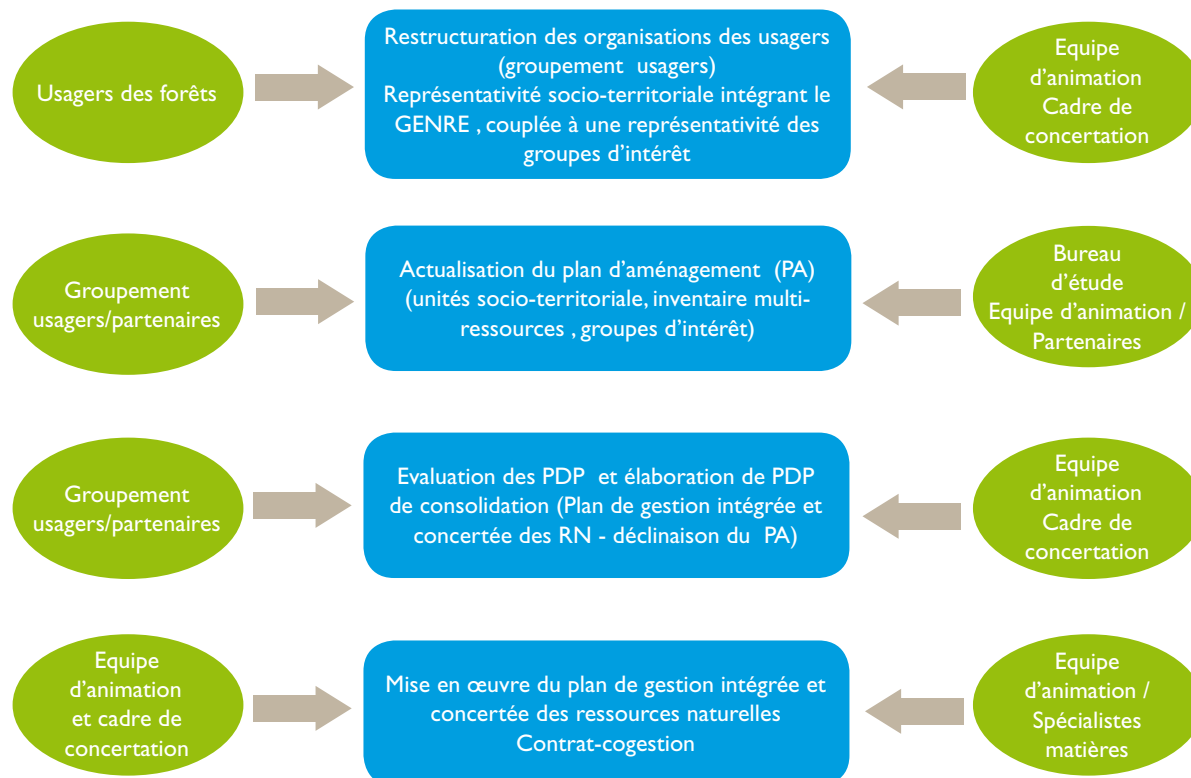 Usagers des forêts
Restructuration des organisations des usagers
(groupement usagers)
Représentativité socio-territoriale intégrant le
GENRE , couplée à une représentativité des
groupes d'intérêt
Equipe
d'animation
Cadre de
concertation
Groupement
usagers/partenaires
Actualisation du plan d'aménagement (PA)
(unités socio-territoriale, inventaire multi-
ressources , groupes d'intérêt)
Bureau
d'étude
Equipe d'animation /
Partenaires
Groupement
usagers/partenaires
Evaluation des PDP et élaboration de PDP
de consolidation (Plan de gestion intégrée et
concertée des RN - déclinaison du PA)
Equipe
d'animation
Cadre de
concertation
Equipe
d'animation
et cadre de
concertation
Mise en œuvre du plan de gestion intégrée et
concertée des ressources naturelles
Contrat-cogestion
Equipe
d'animation /
Spécialistes
matières